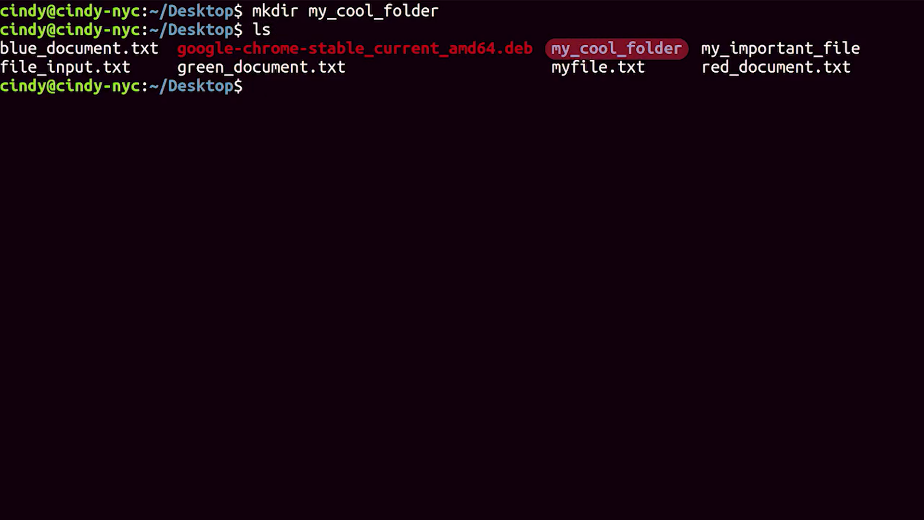 cindy@cindy-nyc:~/Desktop$ mkdir my_cool_folder
cindy@cindy-nyc:~/Desktop$ ls
blue_document.txt google-chrome-stable_current_amd64.deb my_cool_folder my_important_file
file_input.txt green_document.txt myfile.txt red_document.txt
cindy@cindy-nyc:~/Desktop$